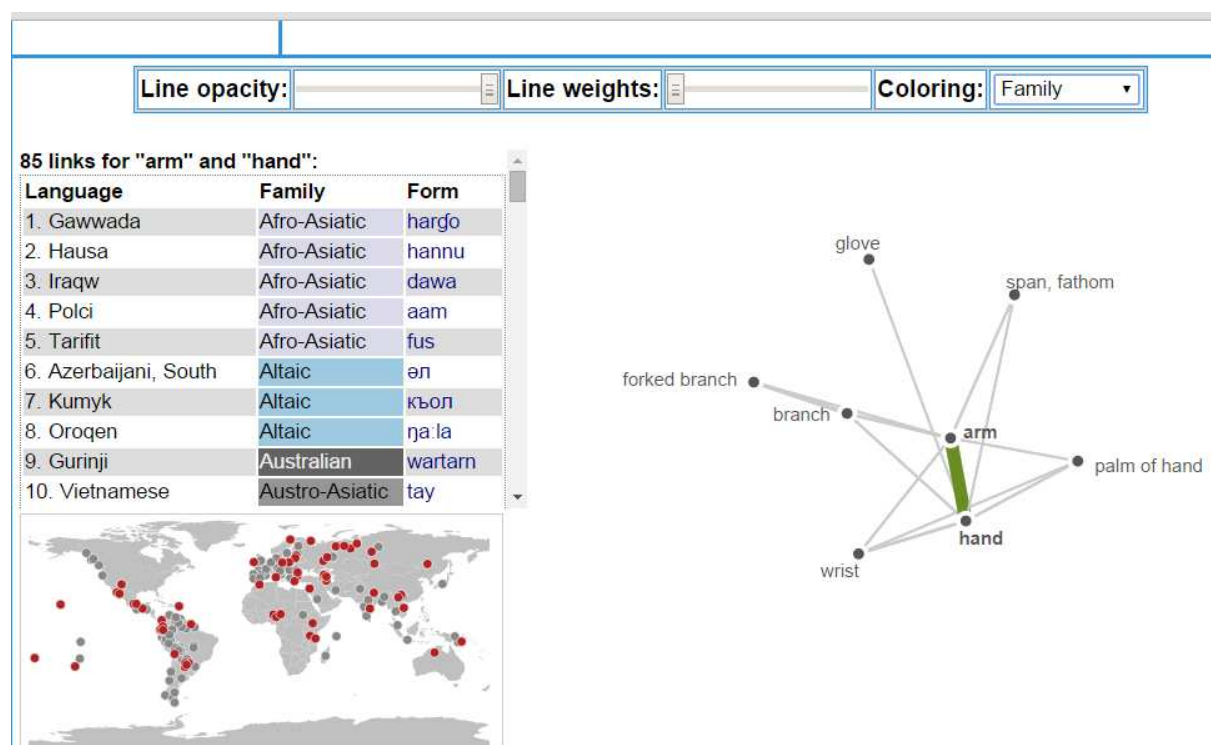 Line opacity: Line weights: Coloring: Family
85 links for "arm" and "hand":
Language Family Form
1. Gawwada Afro-Asiatic harɠo
2. Hausa Afro-Asiatic hannu
3. Iraqw Afro-Asiatic dawa
4. Polci Afro-Asiatic aam
5. Tarifit Afro-Asiatic fus
6. Azerbaijani, South Altaic әл
7. Kumyk Altaic къол
8. Oroqen Altaic ŋaːla
9. Gurinji Australian wartarn
10. Vietnamese Austro-Asiatic tay
glove
span, fathom
forked branch
branch
arm
palm of hand
hand
wrist